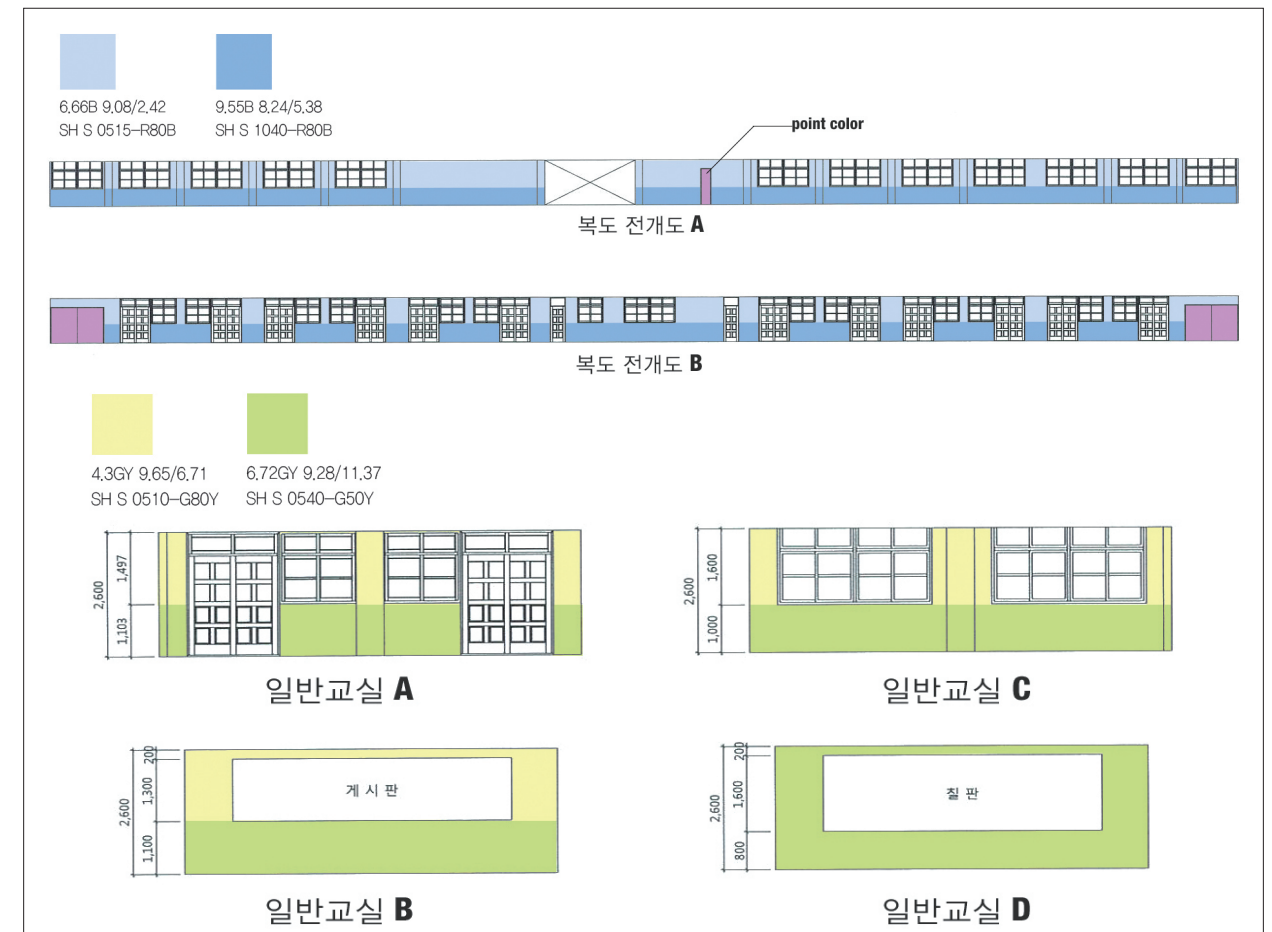 6.66B 9.08/2.42
SH S 0515-R80B
9.55B 8.24/5.38
SH S 1040-R80B
point color
복도 전개도 A
복도 전개도 B
4.3GY 9.65/6.71
SH S 0510-G80Y
6.72GY 9.28/11.37
SH S 0540-G50Y
2,600
1,497
1,103
일반교실 A
2,600
1,600
1,000
일반교실 C
2,600
200
1,300
1,100
게 시 판
일반교실 B
2,600
200
1,600
800
칠 판
일반교실 D